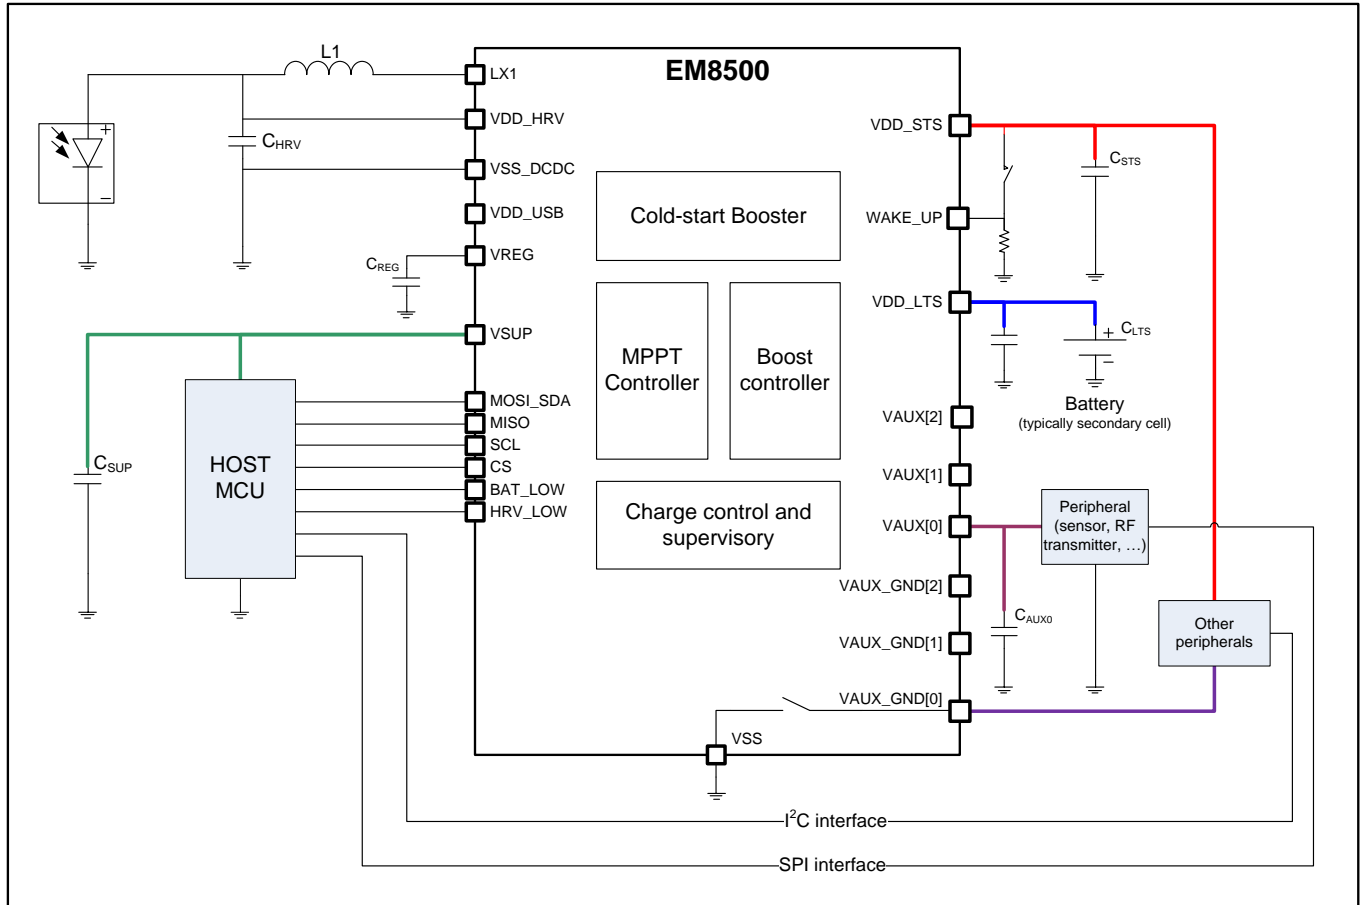 EM8500
L1
LX1
VDD_HRV
CHRV
VSS_DCDC
VDD_USB
VREG
CREG
VSUP
CSUP
HOST
MCU
MOSI_SDA
MISO
SCL
CS
BAT_LOW
HRV_LOW
Cold-start Booster
MPPT
Controller
Boost
controller
Charge control and
supervisory
VDD_STS
CSTS
WAKE_UP
VDD_LTS
+
CLTS
Battery
(typically secondary cell)
VAUX[2]
VAUX[1]
VAUX[0]
Peripheral
(sensor, RF
transmitter, …)
VAUX_GND[2]
CAUX0
VAUX_GND[1]
Other
peripherals
VAUX_GND[0]
VSS
I2C interface
SPI interface